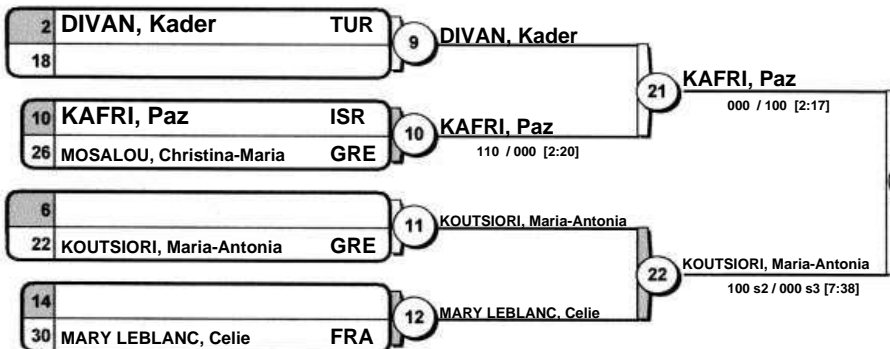 2 DIVAN, Kader TUR
18
9 DIVAN, Kader
10 KAFRI, Paz ISR
26 MOSALOU, Christina-Maria GRE
10 KAFRI, Paz
110 / 000 [2:20]
21 KAFRI, Paz
000 / 100 [2:17]
6
22 KOUTSIORI, Maria-Antonia GRE
11 KOUTSIORI, Maria-Antonia
14
30 MARY LEBLANC, Celie FRA
12 MARY LEBLANC, Celie
22 KOUTSIORI, Maria-Antonia
100 s2 / 000 s3 [7:38]